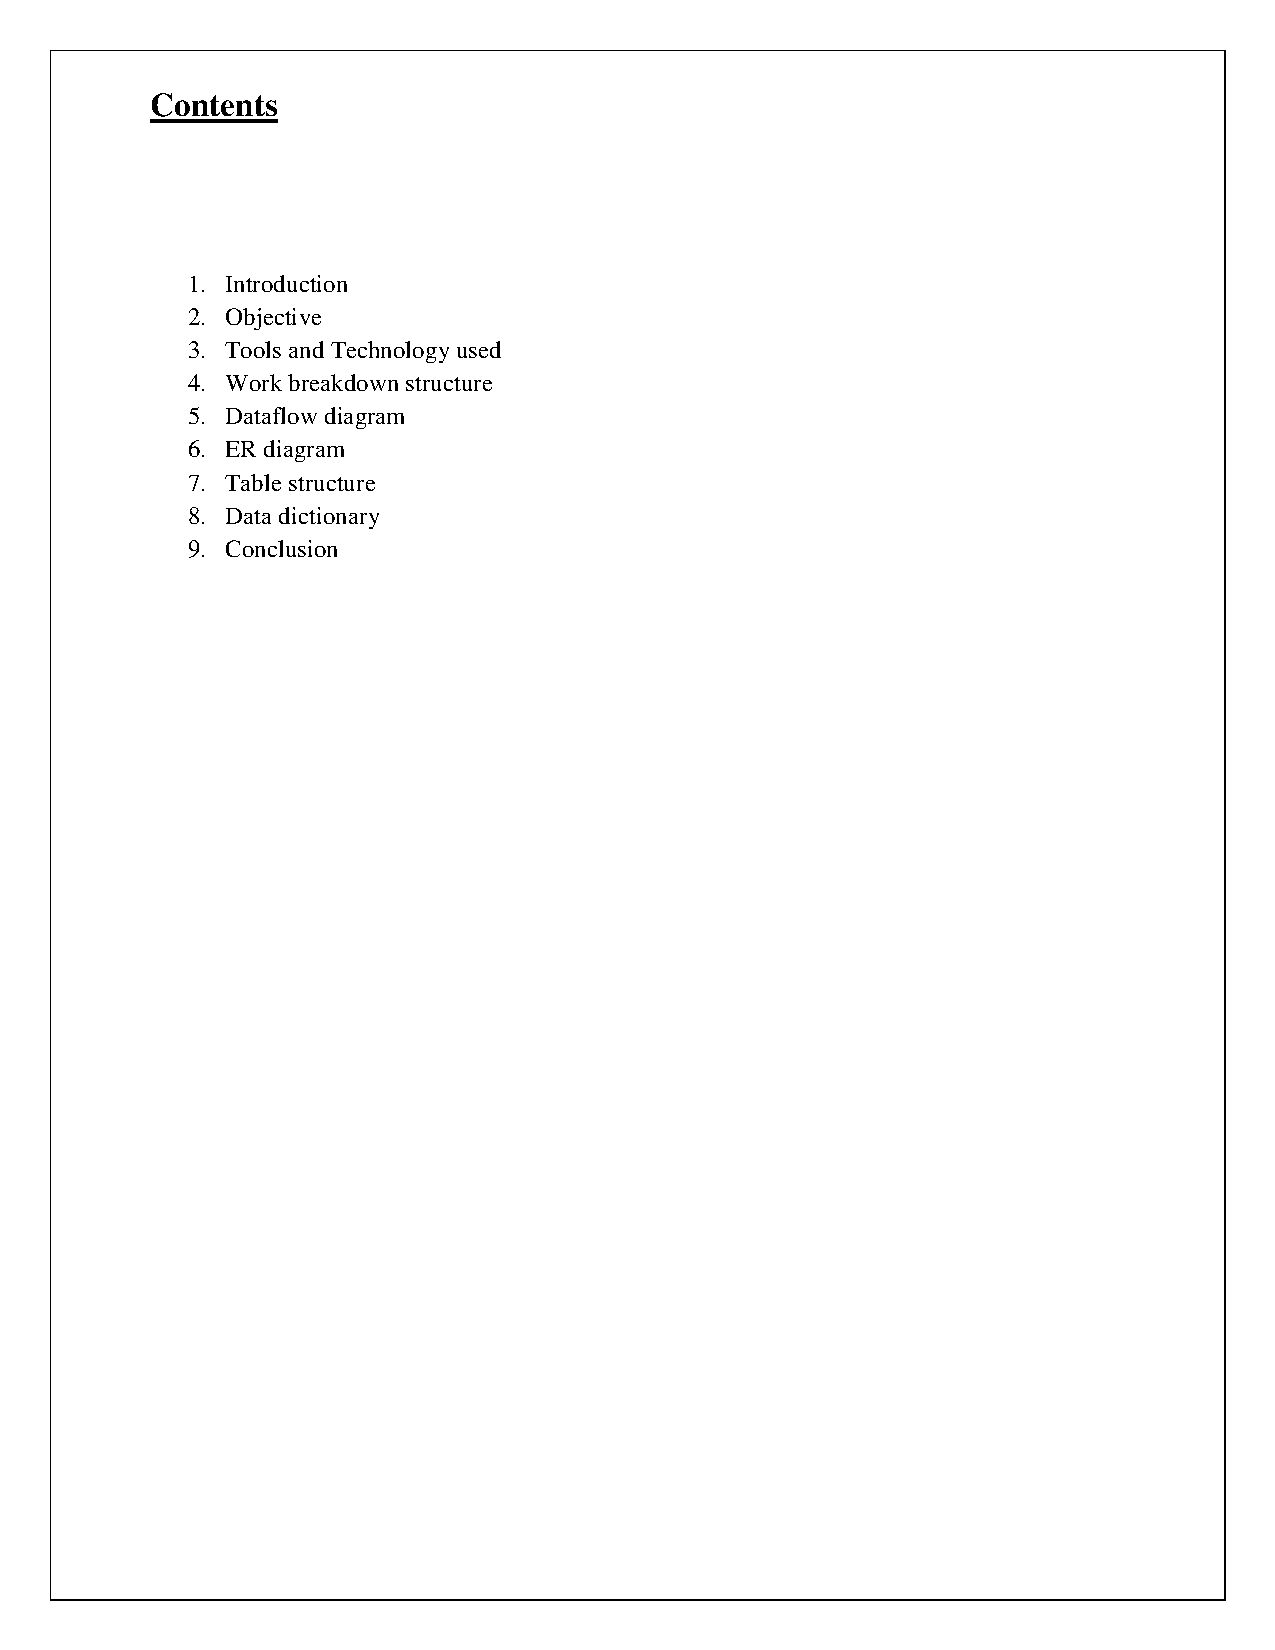 Contents
1. Introduction
2. Objective
3. Tools and Technology used
4. Work breakdown structure
5. Dataflow diagram
6. ER diagram
7. Table structure
8. Data dictionary
9. Conclusion